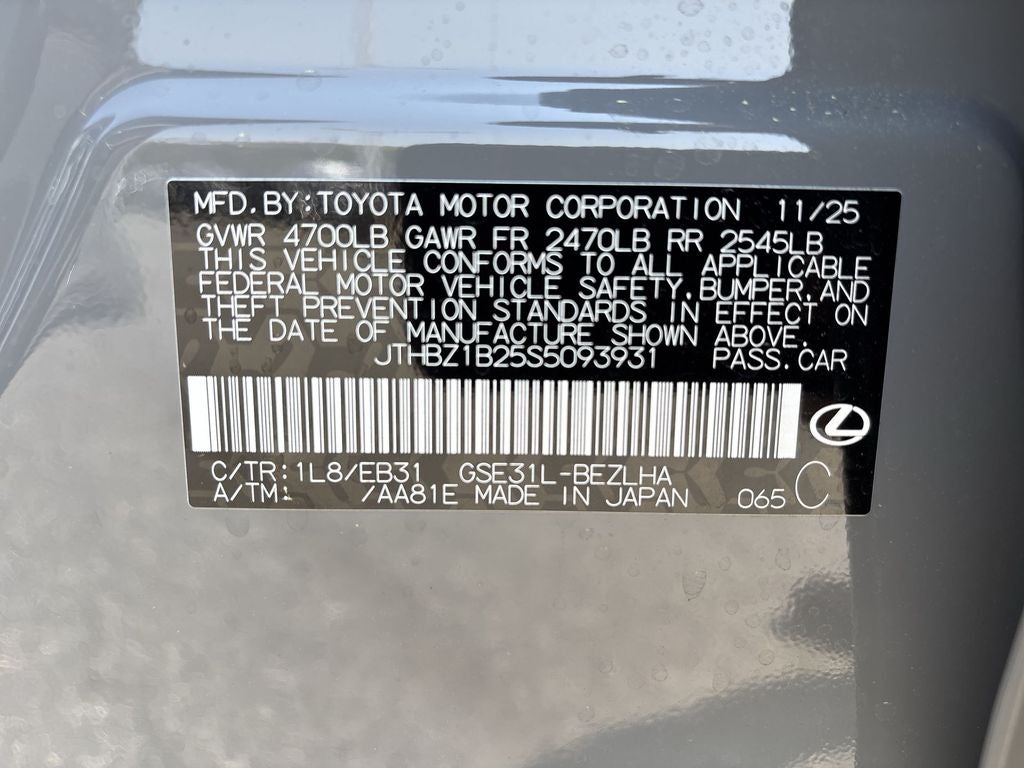 MFD.BY:TOYOTA MOTOR CORPORATION 11/25
GVWR 4700LB GAWR FR 2470LB RR 2545LB
THIS VEHICLE CONFORMS TO ALL APPLICABLE
FEDERAL MOTOR VEHICLE SAFETY,BUMPER,AND
THEFT PREVENTION STANDARDS IN EFFECT ON
THE DATE OF MANUFACTURE SHOWN ABOVE.
JTHBZ1B25S5093931 PASS.CAR
C/TR:1L8/EB31 GSE31L-BEZLHA
A/TM: /AA81E MADE IN JAPAN 065 C